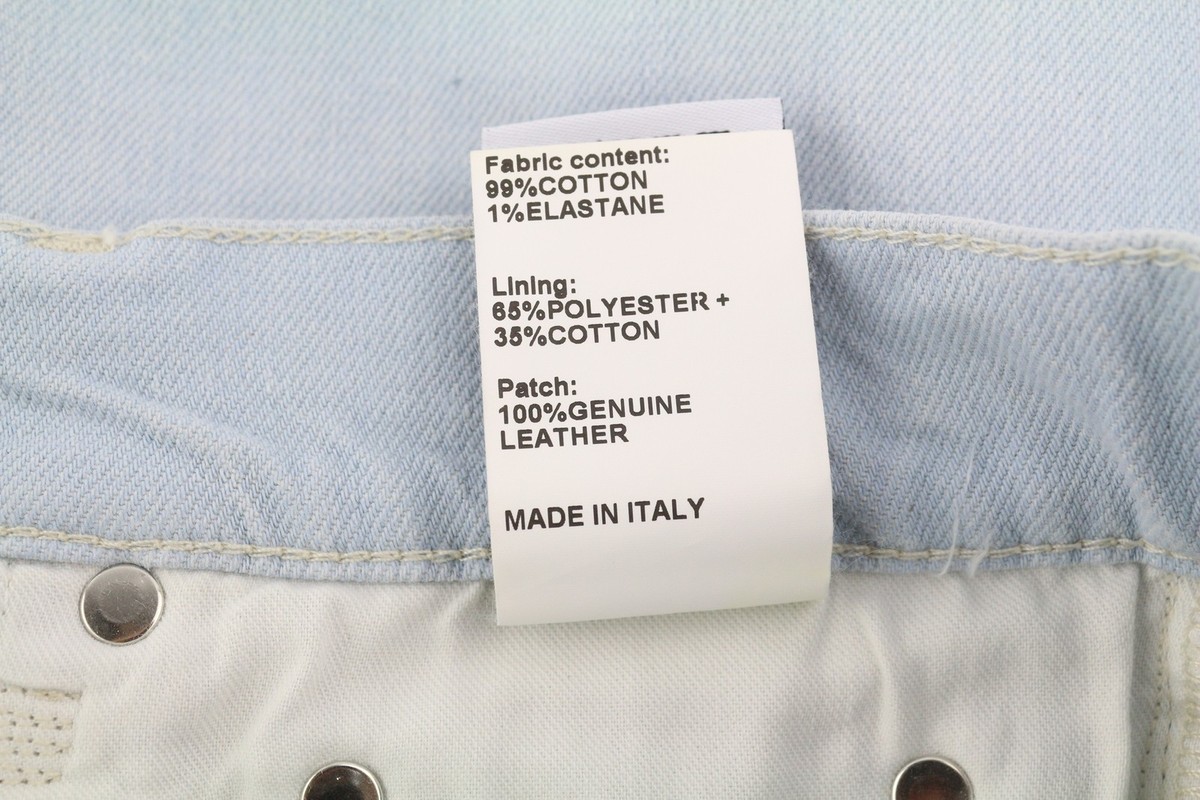 Fabric content:
99%COTTON
1%ELASTANE
Lining:
65%POLYESTER +
35%COTTON
Patch:
100%GENUINE
LEATHER
MADE IN ITALY